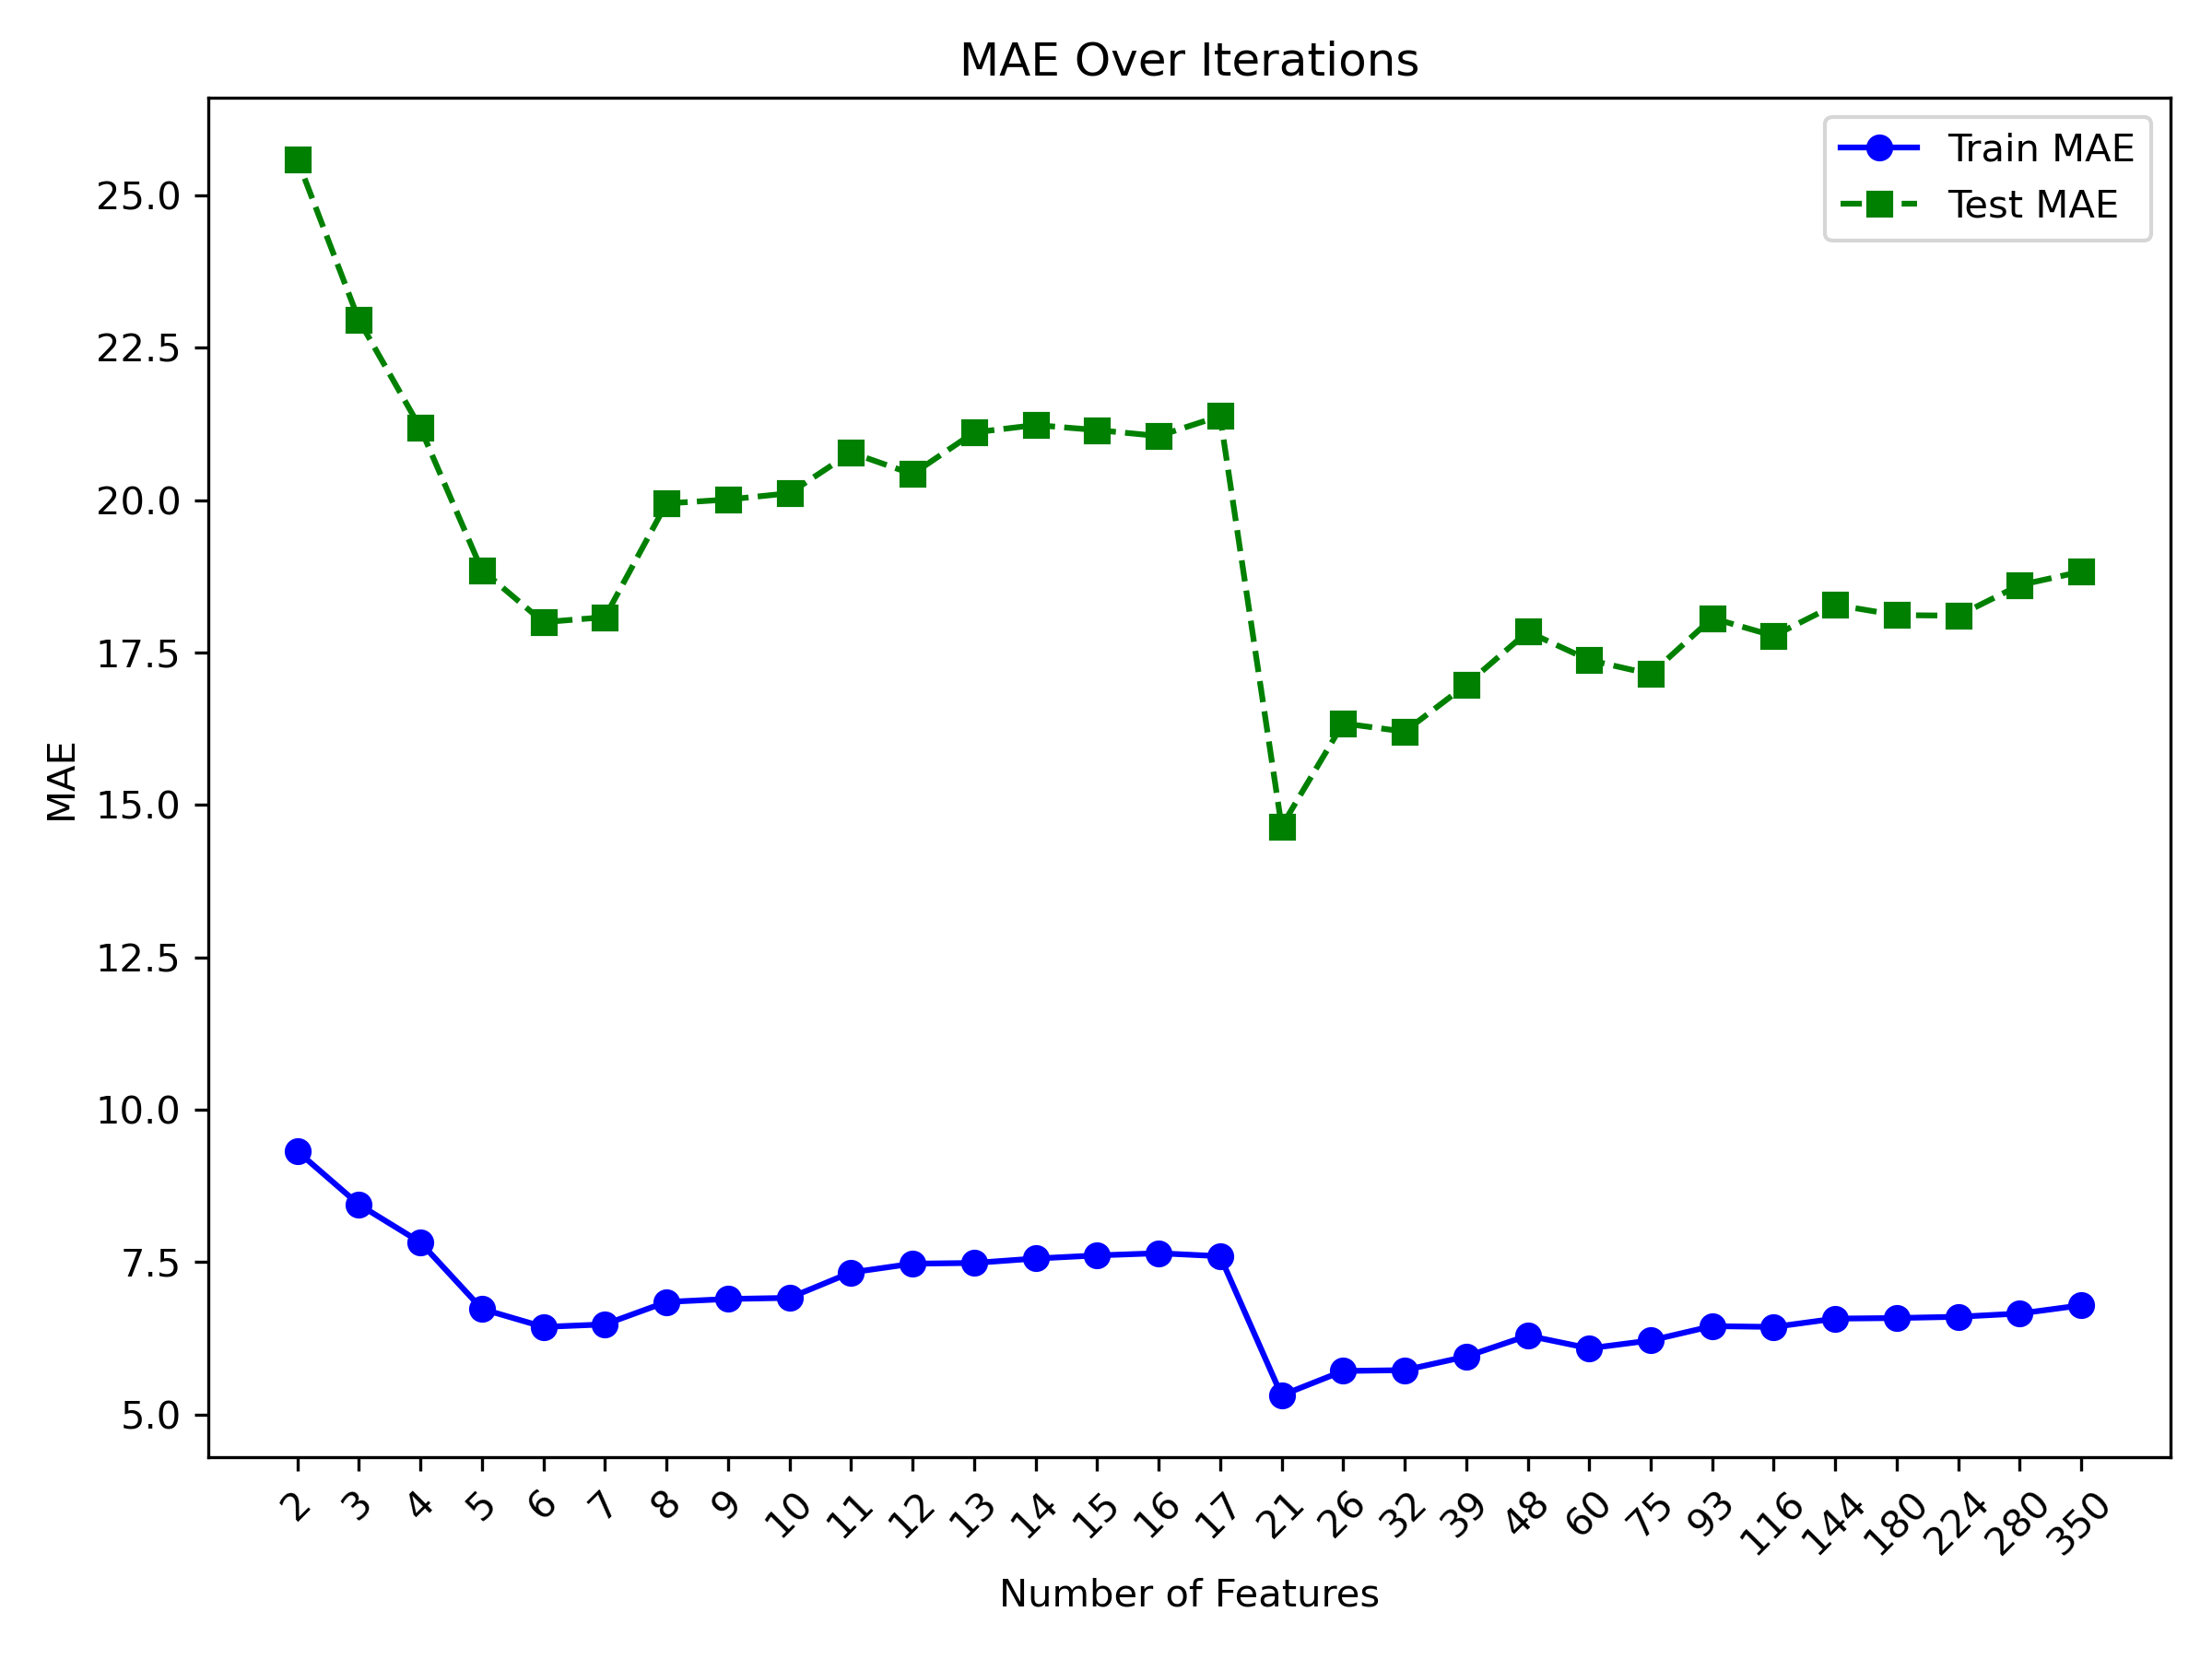 MAE Over Iterations
Train MAE
Test MAE
MAE
25.0
22.5
20.0
17.5
15.0
12.5
10.0
7.5
5.0
2 3 4 5 6 7 8 9 10 11 12 13 14 15 16 17 21 26 32 39 48 60 75 93 116 144 180 224 280 350
Number of Features